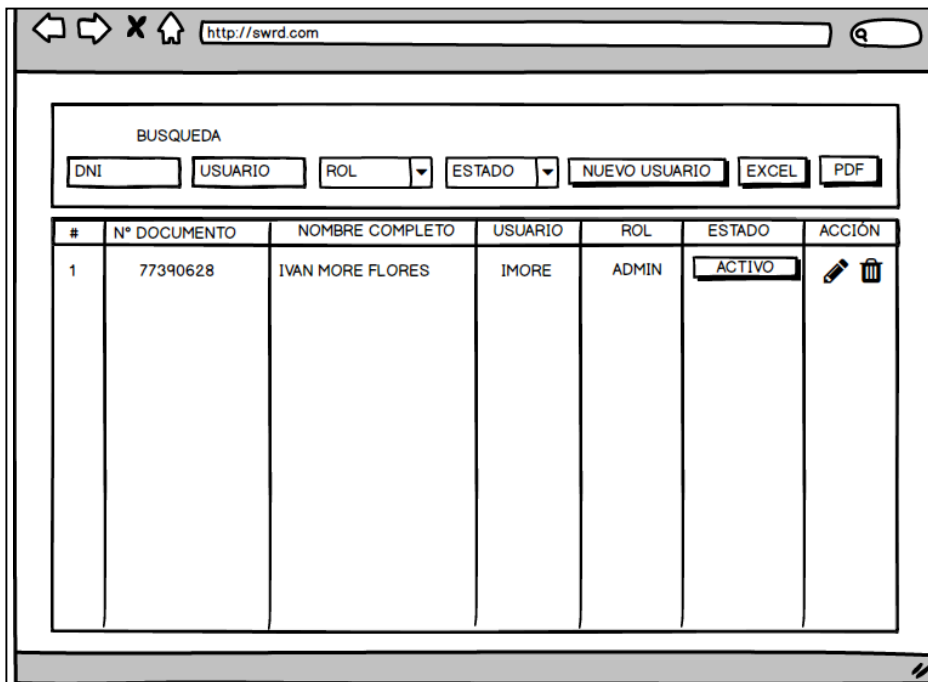 http://swrd.com
BUSQUEDA
DNI USUARIO ROL ESTADO NUEVO USUARIO EXCEL PDF
# N° DOCUMENTO NOMBRE COMPLETO USUARIO ROL ESTADO ACCIÓN
1 77390628 IVAN MORE FLORES IMORE ADMIN ACTIVO